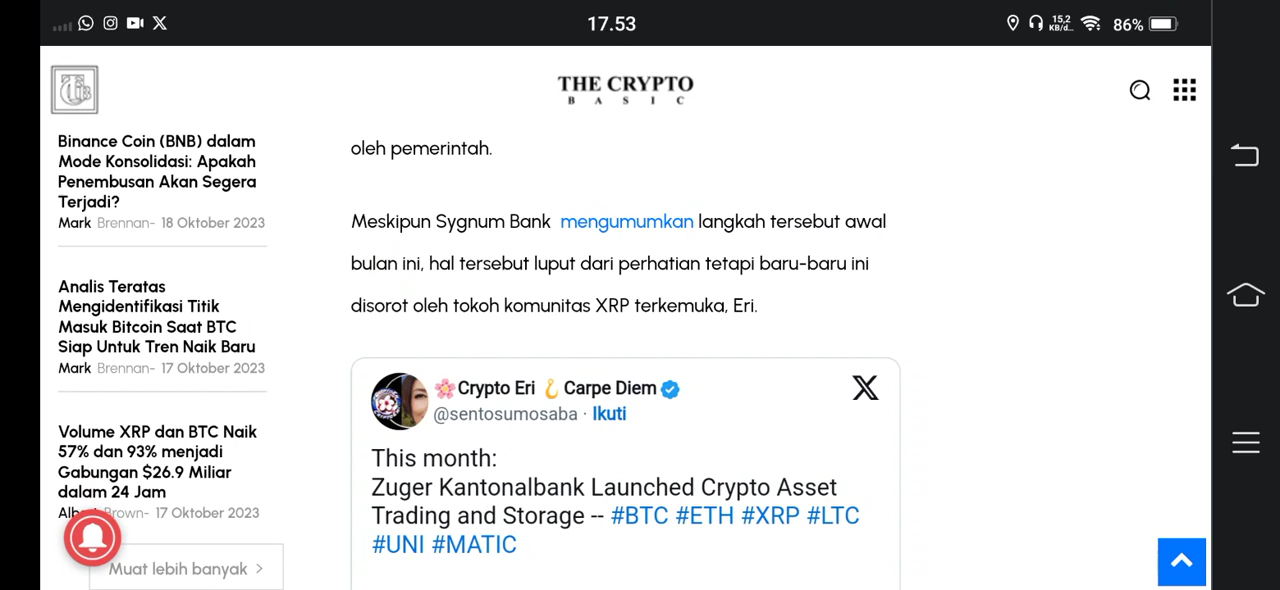 17.53
15,2
KB/d...
86%
THE CRYPTO
BASIC
Binance Coin (BNB) dalam
Mode Konsolidasi: Apakah
Penembusan Akan Segera
Terjadi?
Mark Brennan- 18 Oktober 2023
Analis Teratas
Mengidentifikasi Titik
Masuk Bitcoin Saat BTC
Siap Untuk Tren Naik Baru
Mark Brennan- 17 Oktober 2023
Volume XRP dan BTC Naik
57% dan 93% menjadi
Gabungan $26.9 Miliar
dalam 24 Jam
Brown- 17 Oktober 2023
Muat lebih banyak
oleh pemerintah.
Meskipun Sygnum Bank mengumumkan langkah tersebut awal
bulan ini, hal tersebut luput dari perhatian tetapi baru-baru ini
disorot oleh tokoh komunitas XRP terkemuka, Eri.
🌸Crypto Eri 🪝Carpe Diem
@sentosumosaba · Ikuti
This month:
Zuger Kantonalbank Launched Crypto Asset
Trading and Storage -- #BTC #ETH #XRP #LTC
#UNI #MATIC